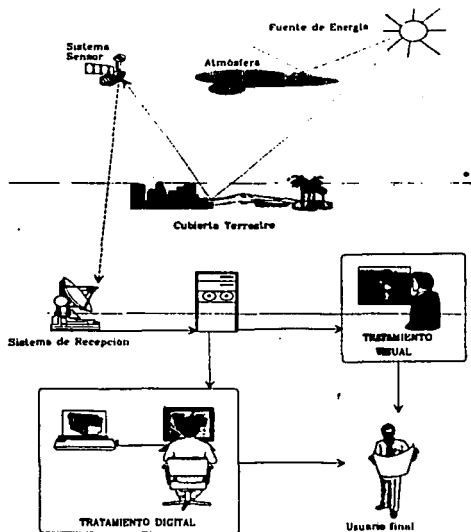 Fuente de Energía
Sistema
Sensor
Atmósfera
Cubierta Terrestre
Sistema de Recepción
TRATAMIENTO
VISUAL
TRATAMIENTO DIGITAL
Usuario final